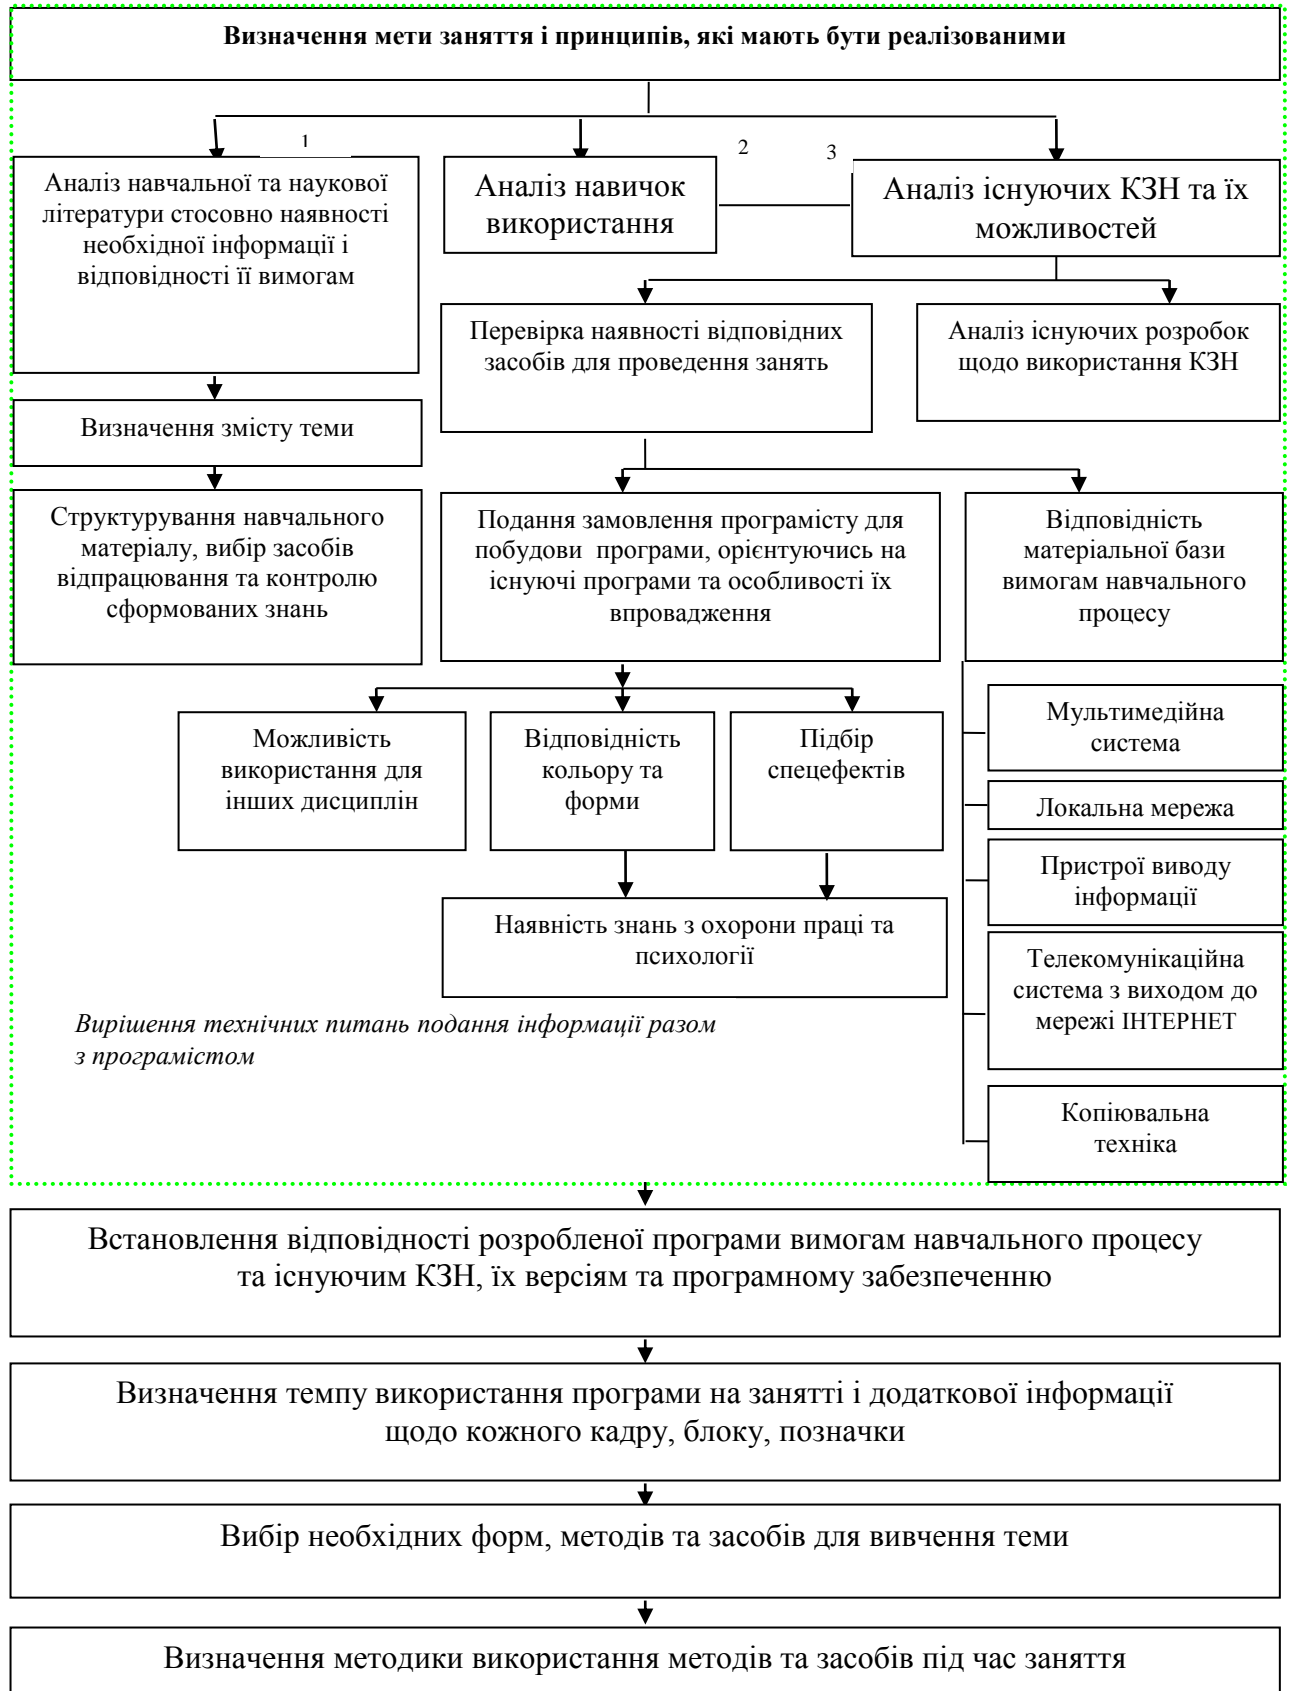 Визначення мети заняття і принципів, які мають бути реалізованими
1
2
3
Аналіз навчальної та наукової
літератури стосовно наявності
необхідної інформації і
відповідності її вимогам
Аналіз навичок
використання
Аналіз існуючих КЗН та їх
можливостей
Перевірка наявності відповідних
засобів для проведення занять
Аналіз існуючих розробок
щодо використання КЗН
Визначення змісту теми
Структурування навчального
матеріалу, вибір засобів
відпрацювання та контролю
сформованих знань
Подання замовлення програмісту для
побудови програми, орієнтуючись на
існуючі програми та особливості їх
впровадження
Відповідність
матеріальної бази
вимогам навчального
процесу
Можливість
використання для
інших дисциплін
Відповідність
кольору та
форми
Підбір
спецефектів
Мультимедійна
система
Локальна мережа
Пристрої виводу
інформації
Наявність знань з охорони праці та
психології
Телекомунікаційна
система з виходом до
мережі ІНТЕРНЕТ
Вирішення технічних питань подання інформації разом
з програмістом
Копіювальна
техніка
Встановлення відповідності розробленої програми вимогам навчального процесу
та існуючим КЗН, їх версіям та програмному забезпеченню
Визначення темпу використання програми на занятті і додаткової інформації
щодо кожного кадру, блоку, позначки
Вибір необхідних форм, методів та засобів для вивчення теми
Визначення методики використання методів та засобів під час заняття